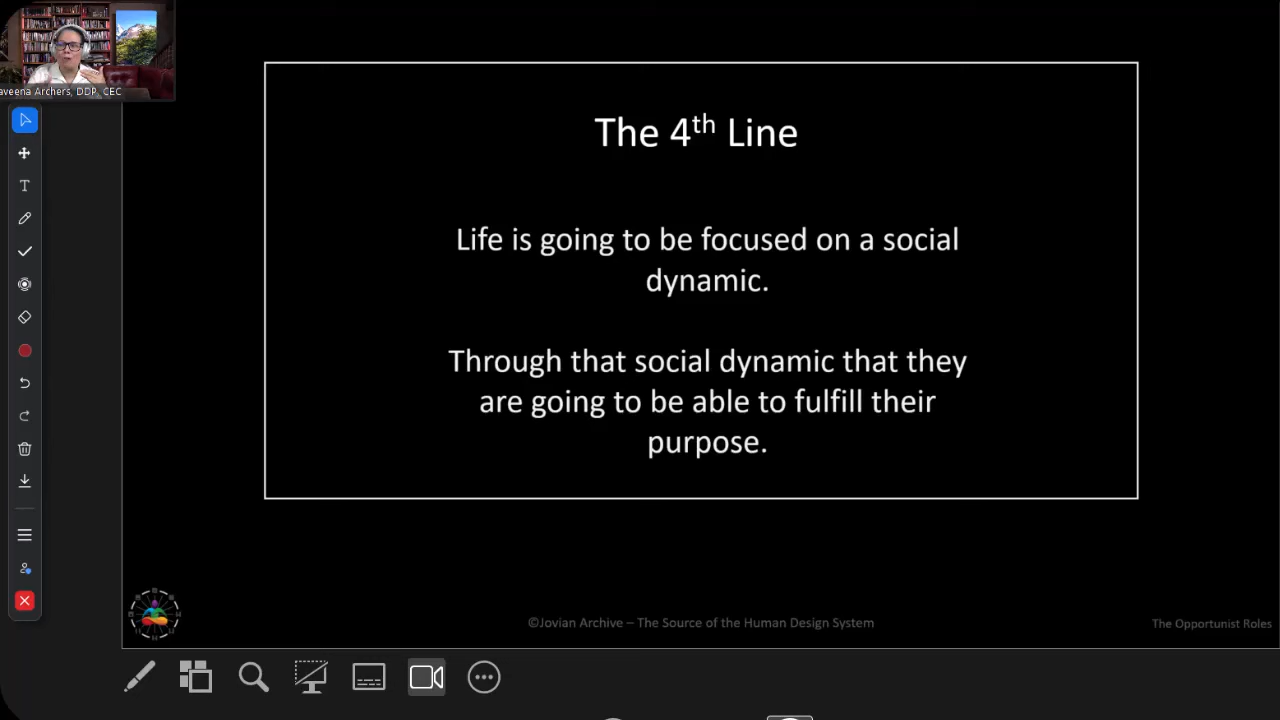 aveena Archers, DDP, CEC
The 4th Line
Life is going to be focused on a social
dynamic.
Through that social dynamic that they
are going to be able to fulfill their
purpose.
©Jovian Archive – The Source of the Human Design System
The Opportunist Roles